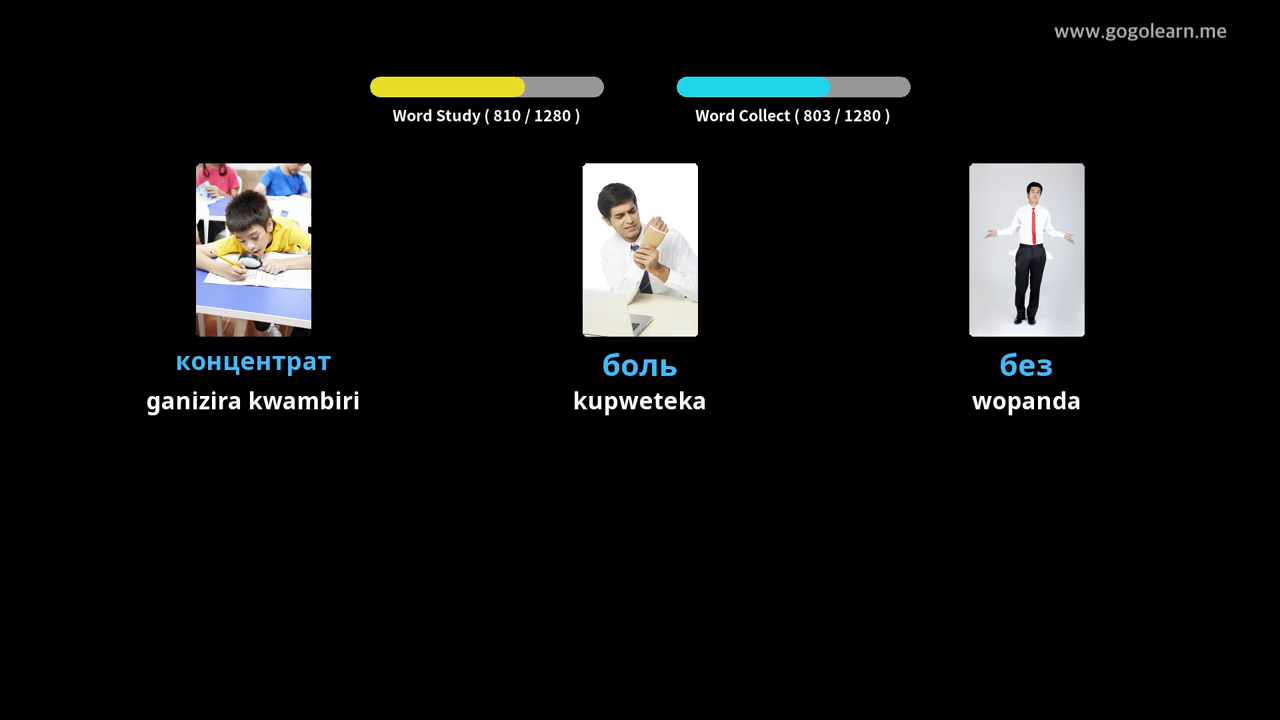 www.gogolearn.me
Word Study ( 810 / 1280 )
Word Collect ( 803 / 1280 )
концентрат
ganizira kwambiri
боль
kupweteka
без
wopanda